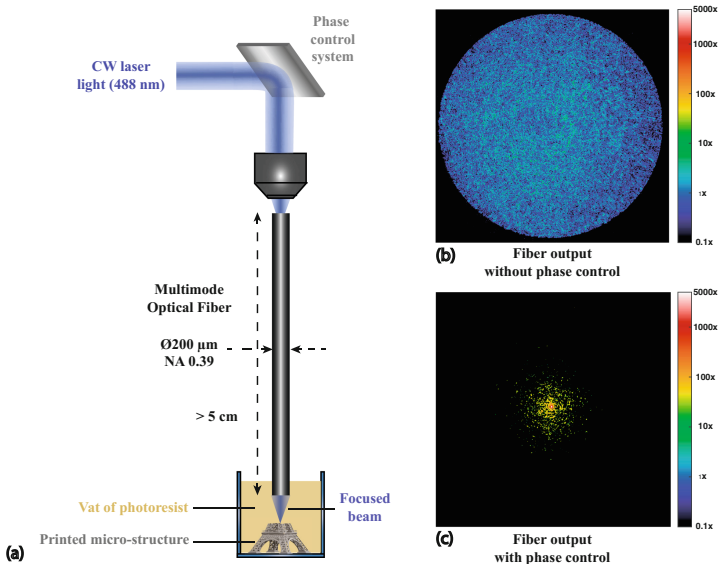 Phase
control
system
CW laser
light (488 nm)
Multimode
Optical Fiber
Ø200 µm
NA 0.39
> 5 cm
Vat of photoresist
Focused
beam
Printed micro-structure
(a)
5000x
1000x
100x
10x
1X
0.1x
(b)
Fiber output
without phase control
5000x
1000x
100x
10x
1X
0.1x
(c)
Fiber output
with phase control